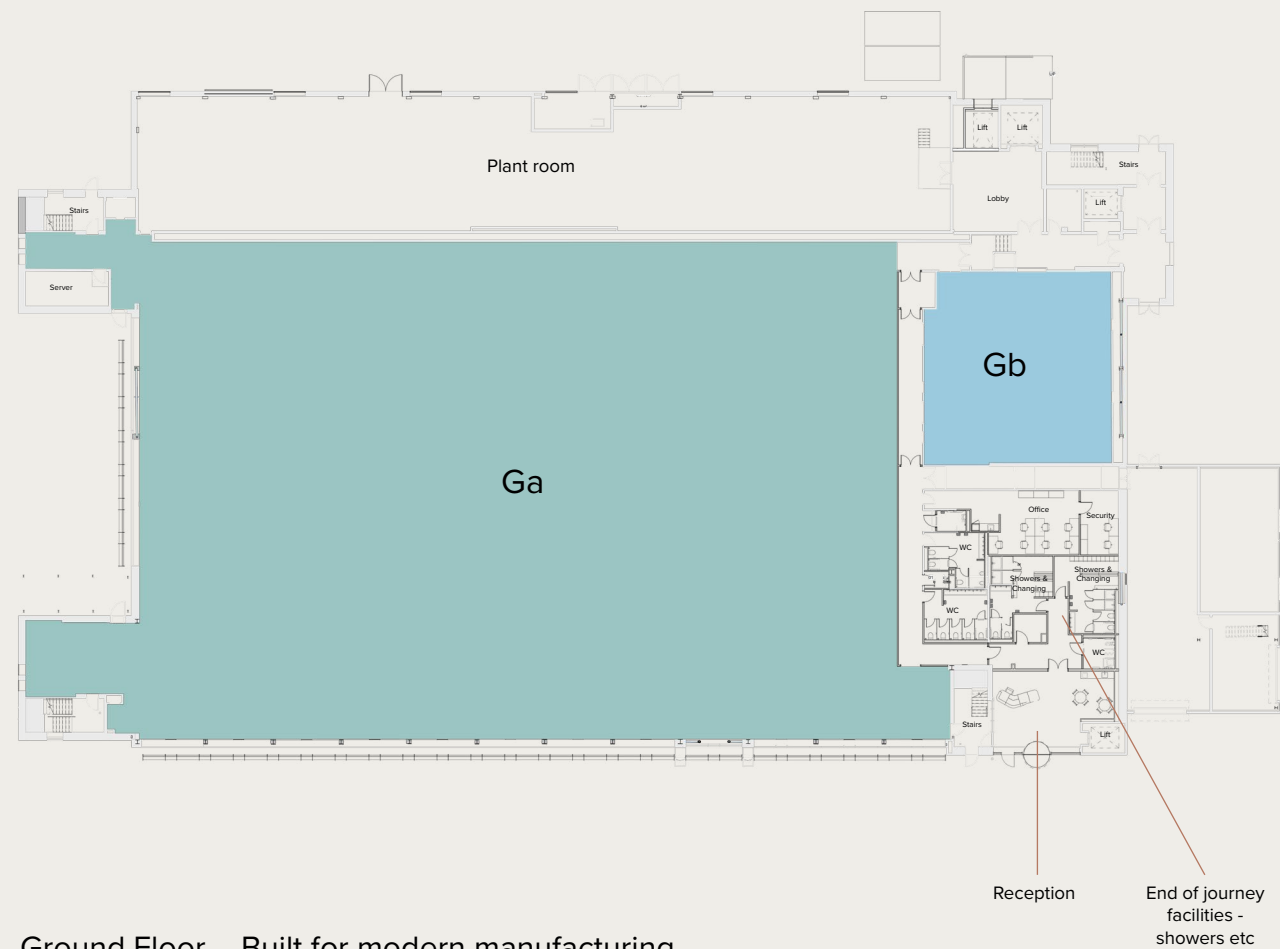 Lift
Lift
Lift
Plant room
Stairs
Lobby
Lift
Stairs
Server
Gb
Ga
Office
Security
WC
Showers &
Changing
Showers &
Changing
WC
WC
Stairs
Lift
Reception
End of journey
facilities -
showers etc
Ground Floor – Built for modern manufacturing